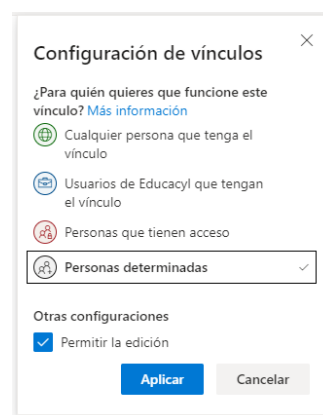 Configuración de vínculos
¿Para quién quieres que funcione este
vínculo? Más información
Cualquier persona que tenga el
vínculo
Usuarios de Educacyl que tengan
el vínculo
Personas que tienen acceso
Personas determinadas
Otras configuraciones
Permitir la edición
Aplicar Cancelar